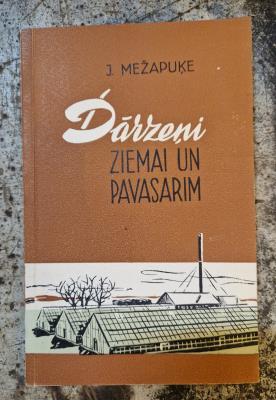 J. MEŽAPUĶE
Dārzeņi
ZIEMAI UN
PAVASARIM